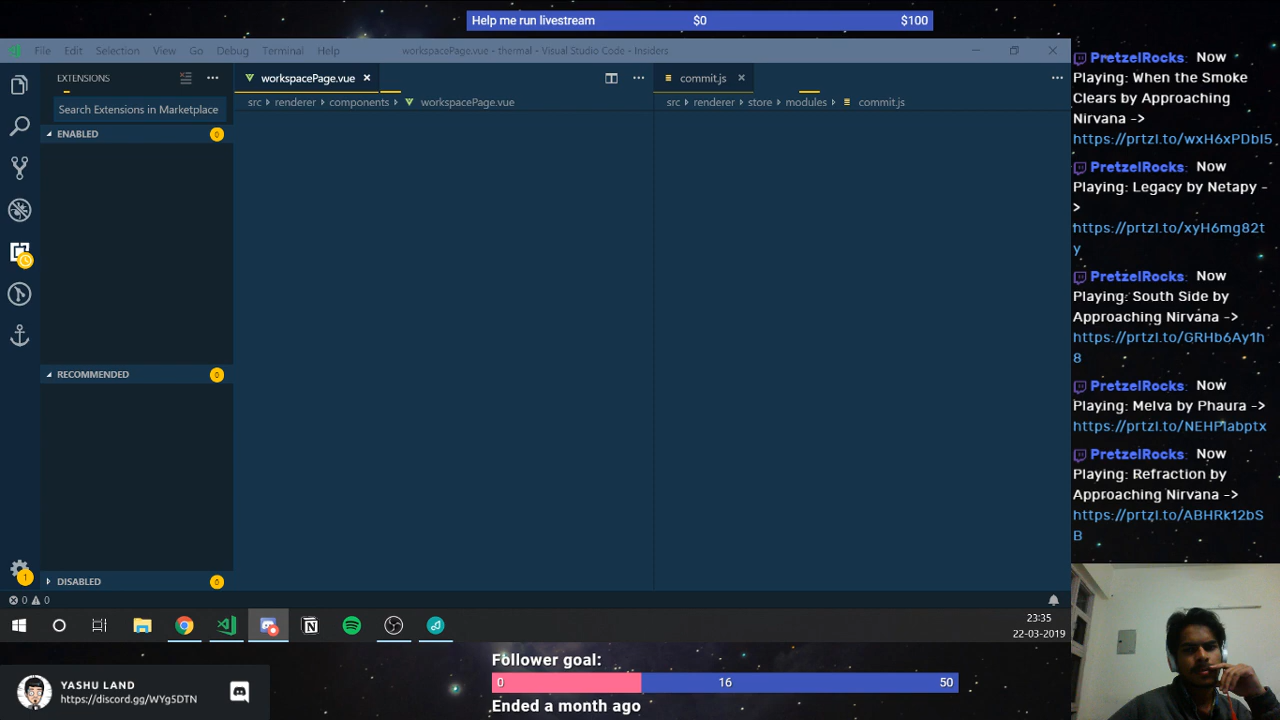 Help me run livestream $0 $100
File Edit Selection View Go Debug Terminal Help workspacePage.vue - thermal - Visual Studio Code - Insiders
EXTENSIONS
workspacePage.vue
commit.js
Search Extensions in Marketplace
src renderer components workspacePage.vue
src renderer store modules commit.js
ENABLED 0
RECOMMENDED 0
DISABLED 0
1
0 0
23:35
22-03-2019
PretzelRocks: Now
Playing: When the Smoke
Clears by Approaching
Nirvana ->
https://prtzl.to/wxH6xPDbI5
PretzelRocks: Now
Playing: Legacy by Netapy -
>
https://prtzl.to/xyH6mg82t
y
PretzelRocks: Now
Playing: South Side by
Approaching Nirvana ->
https://prtzl.to/GRHb6Ay1h
8
PretzelRocks: Now
Playing: Melva by Phaura ->
https://prtzl.to/NEHP1abptx
PretzelRocks: Now
Playing: Refraction by
Approaching Nirvana ->
https://prtzl.to/ABHRk12bS
B
YASHU LAND
https://discord.gg/WYg5DTN
Follower goal:
0 16 50
Ended a month ago